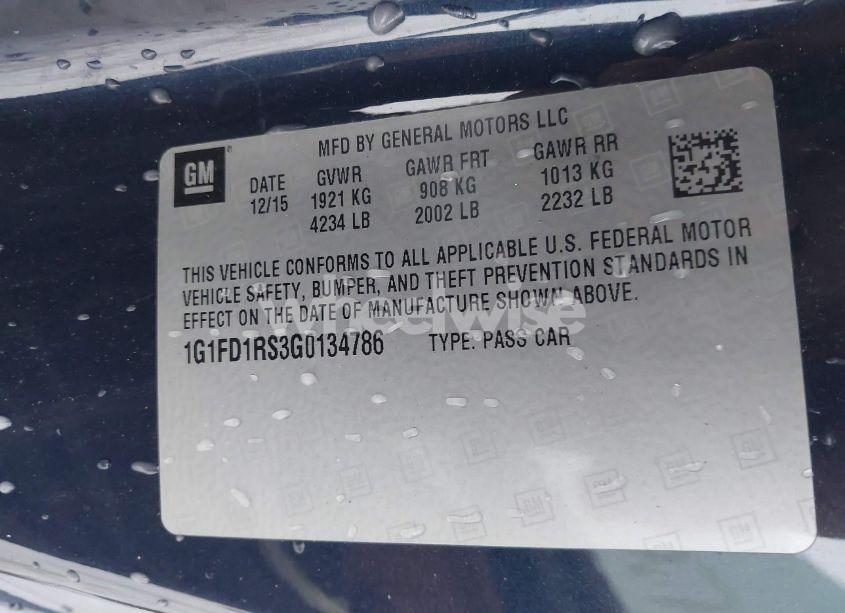 GM
MFD BY GENERAL MOTORS LLC
DATE GVWR GAWR FRT GAWR RR
12/15 1921 KG 908 KG 1013 KG
4234 LB 2002 LB 2232 LB
THIS VEHICLE CONFORMS TO ALL APPLICABLE U.S. FEDERAL MOTOR
VEHICLE SAFETY, BUMPER, AND THEFT PREVENTION STANDARDS IN
EFFECT ON THE DATE OF MANUFACTURE SHOWN ABOVE.
wheelwise
1G1FD1RS3G0134786 TYPE: PASS CAR